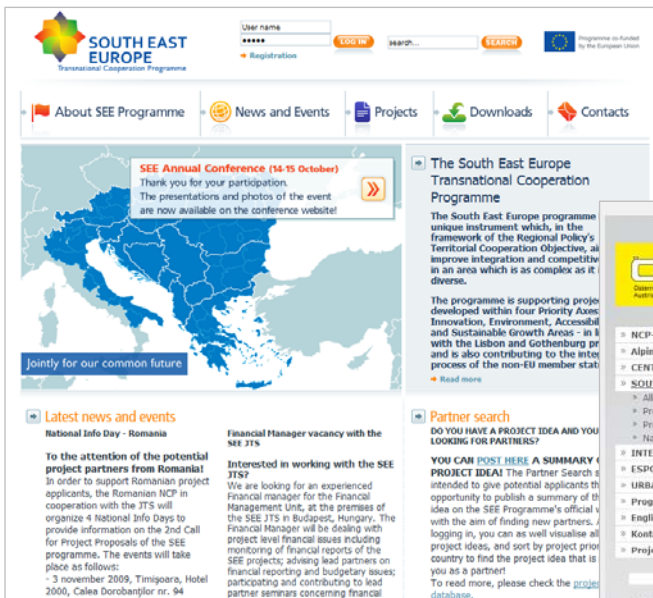 SOUTH EAST
EUROPE
Transnational Cooperation Programme
User name
•••••
LOG IN
search...
SEARCH
Registration
Programme co-funded
by the European Union
About SEE Programme
News and Events
Projects
Downloads
Contacts
SEE Annual Conference (14-15 October)
Thank you for your participation.
The presentations and photos of the event
are now available on the conference website!
Jointly for our common future
The South East Europe
Transnational Cooperation
Programme
The South East Europe programme
unique instrument which, in the
framework of the Regional Policy's
Territorial Cooperation Objective, ai
improve integration and competitive
in an area which is as complex as it
diverse.
The programme is supporting projec
developed within four Priority Axes
Innovation, Environment, Accessibil
and Sustainable Growth Areas - in li
with the Lisbon and Gothenburg pr
and is also contributing to the integ
process of the non-EU member stat
Read more
Latest news and events
National Info Day - Romania
To the attention of the potential
project partners from Romania!
In order to support Romanian project
applicants, the Romanian NCP in
cooperation with the JTS will
organize 4 National Info Days to
provide information on the 2nd Call
for Project Proposals of the SEE
programme. The events will take
place as follows:
- 3 november 2009, Timişoara, Hotel
2000, Calea Dorobanţilor nr. 94
Financial Manager vacancy with the
SEE JTS
Interested in working with the SEE
JTS?
We are looking for an experienced
Financial manager for the Financial
Management Unit, at the premises of
the SEE JTS in Budapest, Hungary. The
Financial Manager will be dealing with
project level financial issues including
monitoring of financial reports of the
SEE projects; advising lead partners on
financial reporting and budgetary issues;
participating and contributing to lead
partner seminars concerning financial
Partner search
DO YOU HAVE A PROJECT IDEA AND YOU
LOOKING FOR PARTNERS?
YOU CAN POST HERE A SUMMARY
PROJECT IDEA! The Partner Search s
intended to give potential applicants th
opportunity to publish a summary of th
idea on the SEE Programme's official w
with the aim of finding new partners.
logging in, you can as well visualise all
project ideas, and sort by project prior
country to find the project idea that is
you as a partner!
To read more, please check the projec
database.
Österr
Austri
» NCP-
» Alpin
» CENT
» SOUT
» All
» Pr
» Pr
» Na
» INTE
» ESPO
» URBA
» Prog
» Engli
» Kont
» Proje